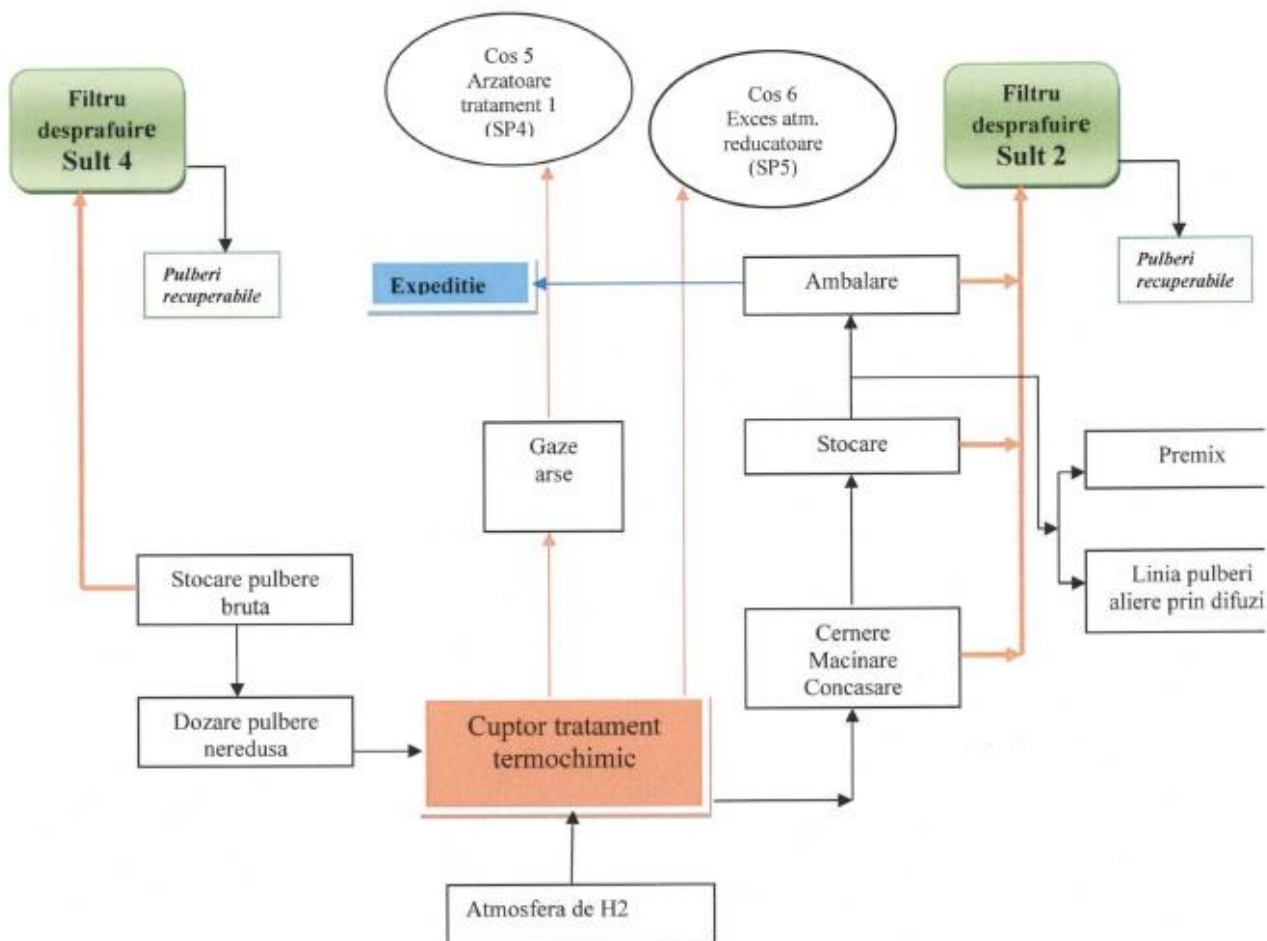 Cos 5
Arzatoare
tratament 1
(SP4)
Cos 6
Exces atm.
reducatoare
(SP5)
Filtru
desprafuire
Sult 4
Filtru
desprafuire
Sult 2
Pulberi
recuperabile
Expeditie
Ambalare
Pulberi
recuperabile
Gaze
arse
Stocare
Premix
Stocare pulbere
bruta
Linia pulberi
aliere prin difuzi
Cernere
Macinare
Concasare
Dozare pulbere
neredusa
Cuptor tratament
termochimic
Atmosfera de H2